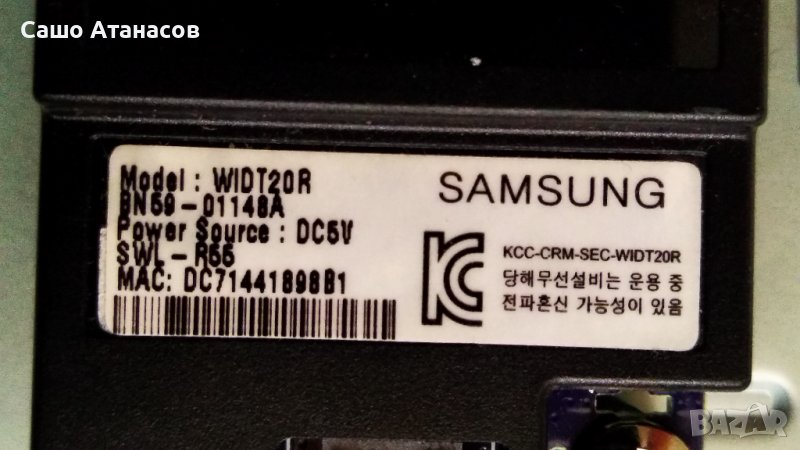 Сашо Атанасов
Model : WIDT20R
BN59-01148A
Power Source : DC5V
SWL-R55
MAC: DC71441898B1
SAMSUNG
KCC-CRM-SEC-WIDT20R
당해무선설비는 운용 중
전파혼신 가능성이 있음
BAZAR